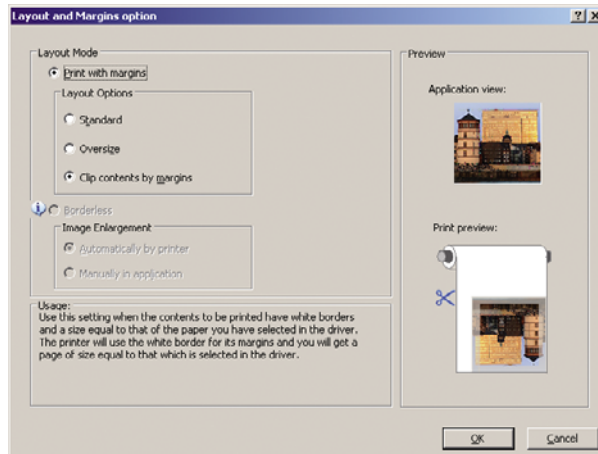 Layout and Margins option
Layout Mode
Print with margins
Layout Options
Standard
Oversize
Clip contents by margins
Borderless
Image Enlargement
Automatically by printer
Manually in application
Usage:
Use this setting when the contents to be printed have white borders
and a size equal to that of the paper you have selected in the driver.
The printer will use the white border for its margins and you will get a
page of size equal to that which is selected in the driver.
Preview
Application view:
Print preview:
OK
Cancel